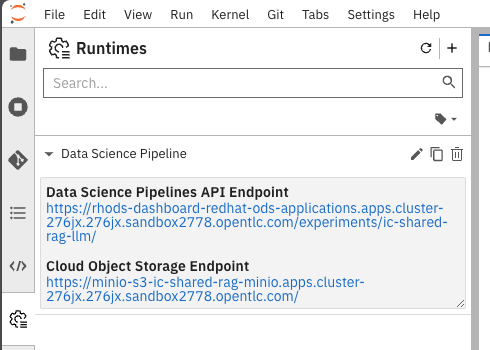 File Edit View Run Kernel Git Tabs Settings Help
Runtimes
Search...
Data Science Pipeline
Data Science Pipelines API Endpoint
https://rhods-dashboard-redhat-ods-applications.apps.cluster-
276jx.276jx.sandbox2778.opentlc.com/experiments/ic-shared-
rag-llm/
Cloud Object Storage Endpoint
https://minio-s3-ic-shared-rag-minio.apps.cluster-
276jx.276jx.sandbox2778.opentlc.com/